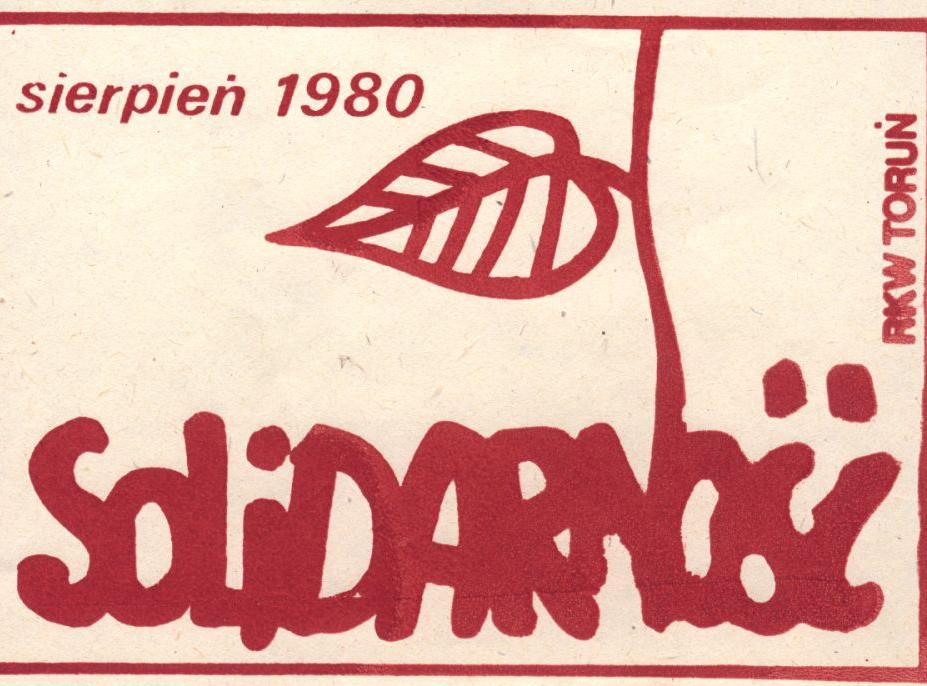 sierpień 1980
RKW TORUŃ
SOLiDARNOŚĆ